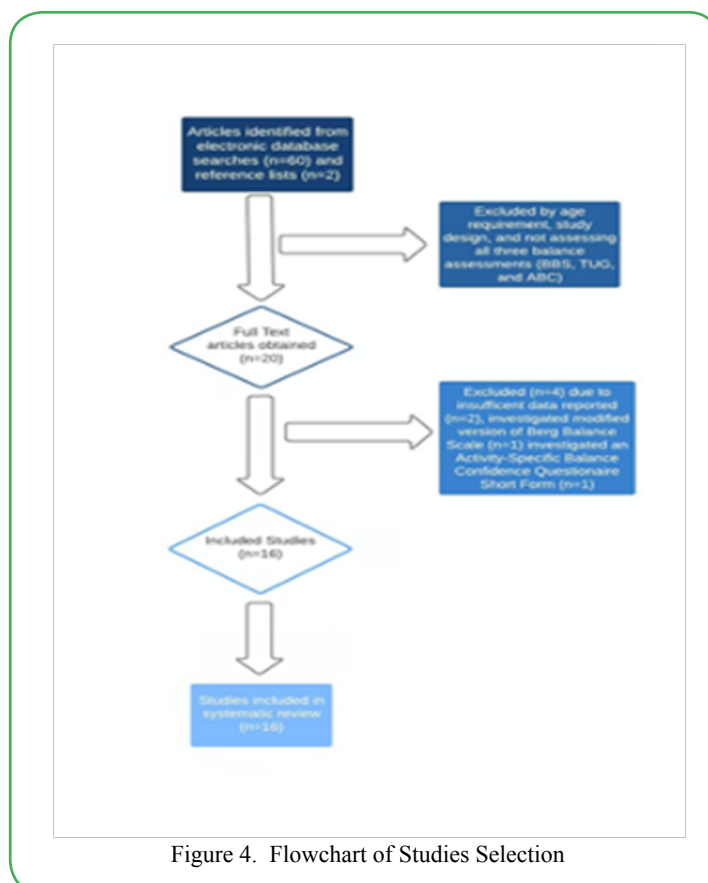 Articles identified from
electronic database
searches (n=60) and
reference lists (n=2)
Excluded by age
requirement, study
design, and not assessing
all three balance
assessments (BBS, TUG,
and ABC)
Full Text
articles obtained
(n=20)
Excluded (n=4) due to
insufficent data reported
(n=2), investigated modified
version of Berg Balance
Scale (n=1) investigated an
Activity-Specific Balance
Confidence Questionaire
Short Form (n=1)
Included Studies
(n=16)
Studies included in
systematic review
(n=16)
Figure 4.  Flowchart of Studies Selection